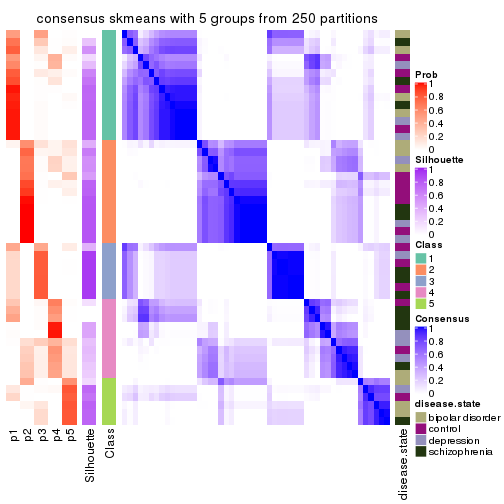 consensus skmeans with 5 groups from 250 partitions
Prob
1
0.8
0.6
0.4
0.2
0
Silhouette
1
0.8
0.6
0.4
0.2
0
Class
1
2
3
4
5
Consensus
1
0.8
0.6
0.4
0.2
0
disease.state
bipolar disorder
control
depression
schizophrenia
p1
p2
p3
p4
p5
Silhouette
Class
disease.state